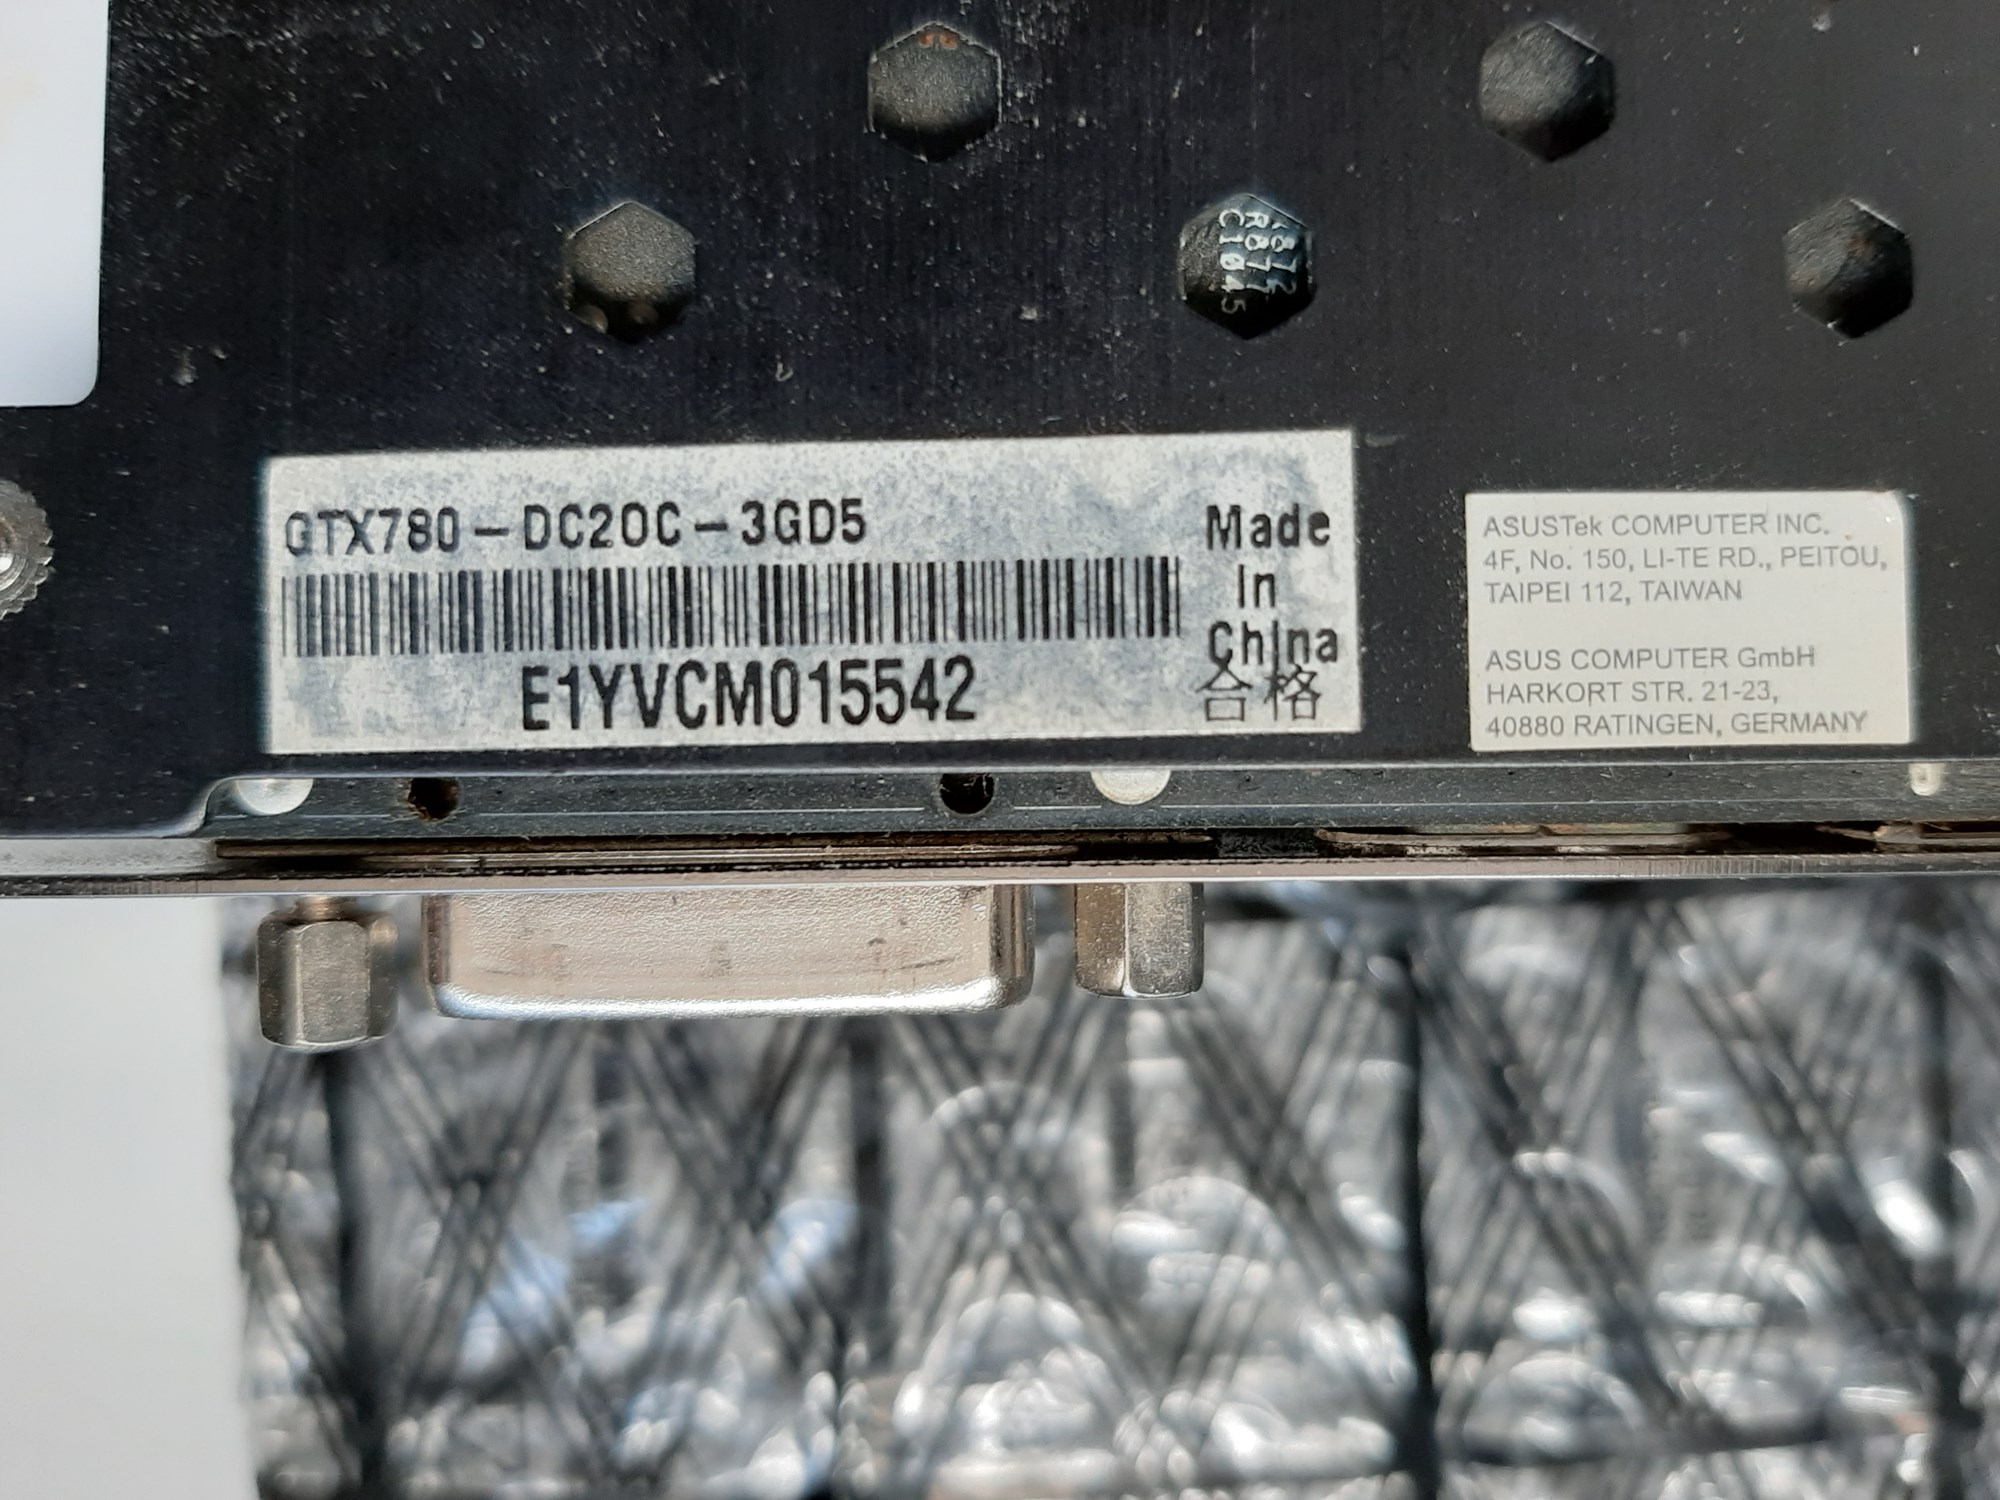 GTX780-DC2OC-3GD5
E1YVCM015542
Made
in
China
合格
ASUSTek COMPUTER INC.
4F, No. 150, LI-TE RD., PEITOU,
TAIPEI 112, TAIWAN
ASUS COMPUTER GmbH
HARKORT STR. 21-23,
40880 RATINGEN, GERMANY